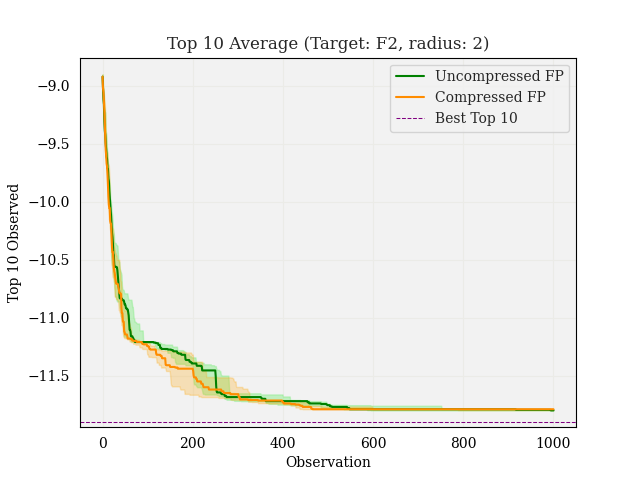 Top 10 Average (Target: F2, radius: 2)
Uncompressed FP
Compressed FP
Best Top 10
Top 10 Observed
−9.0
−9.5
−10.0
−10.5
−11.0
−11.5
0 200 400 600 800 1000
Observation